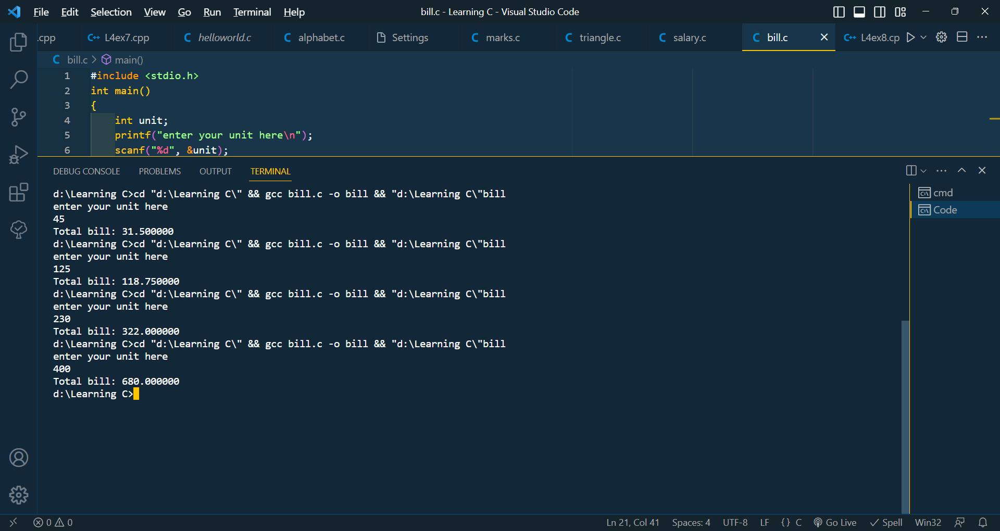 File Edit Selection View Go Run Terminal Help bill.c - Learning C - Visual Studio Code
.cpp C++ L4ex7.cpp C helloworld.c C alphabet.c Settings C marks.c C triangle.c C salary.c C bill.c C++ L4ex8.cp
C bill.c > main()
1 #include <stdio.h>
2 int main()
3 {
4 int unit;
5 printf("enter your unit here\n");
6 scanf("%d", &unit);
DEBUG CONSOLE PROBLEMS OUTPUT TERMINAL
d:\Learning C>cd "d:\Learning C\" && gcc bill.c -o bill && "d:\Learning C\"bill
enter your unit here
45
Total bill: 31.500000
d:\Learning C>cd "d:\Learning C\" && gcc bill.c -o bill && "d:\Learning C\"bill
enter your unit here
125
Total bill: 118.750000
d:\Learning C>cd "d:\Learning C\" && gcc bill.c -o bill && "d:\Learning C\"bill
enter your unit here
230
Total bill: 322.000000
d:\Learning C>cd "d:\Learning C\" && gcc bill.c -o bill && "d:\Learning C\"bill
enter your unit here
400
Total bill: 680.000000
d:\Learning C>
cmd
Code
0 0 Ln 21, Col 41 Spaces: 4 UTF-8 LF {} C Go Live Spell Win32